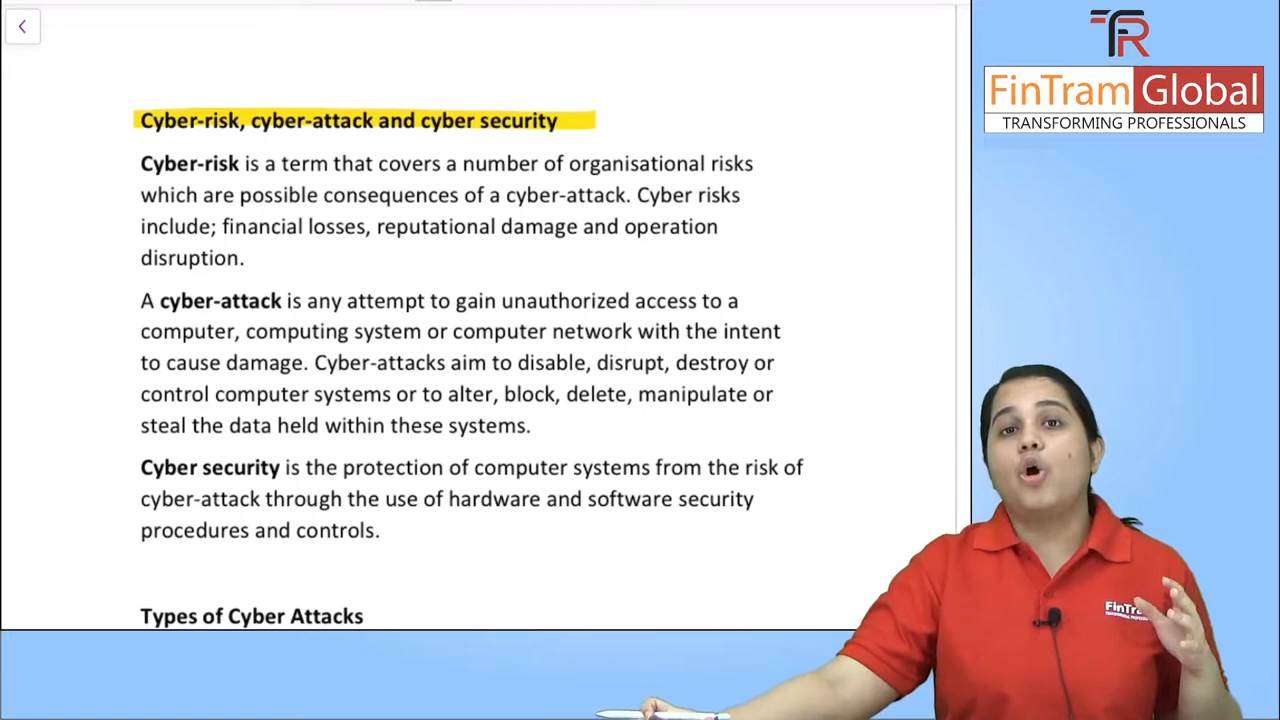 Cyber-risk, cyber-attack and cyber security
Cyber-risk is a term that covers a number of organisational risks
which are possible consequences of a cyber-attack. Cyber risks
include; financial losses, reputational damage and operation
disruption.
A cyber-attack is any attempt to gain unauthorized access to a
computer, computing system or computer network with the intent
to cause damage. Cyber-attacks aim to disable, disrupt, destroy or
control computer systems or to alter, block, delete, manipulate or
steal the data held within these systems.
Cyber security is the protection of computer systems from the risk of
cyber-attack through the use of hardware and software security
procedures and controls.
Types of Cyber Attacks
FinTram Global
TRANSFORMING PROFESSIONALS